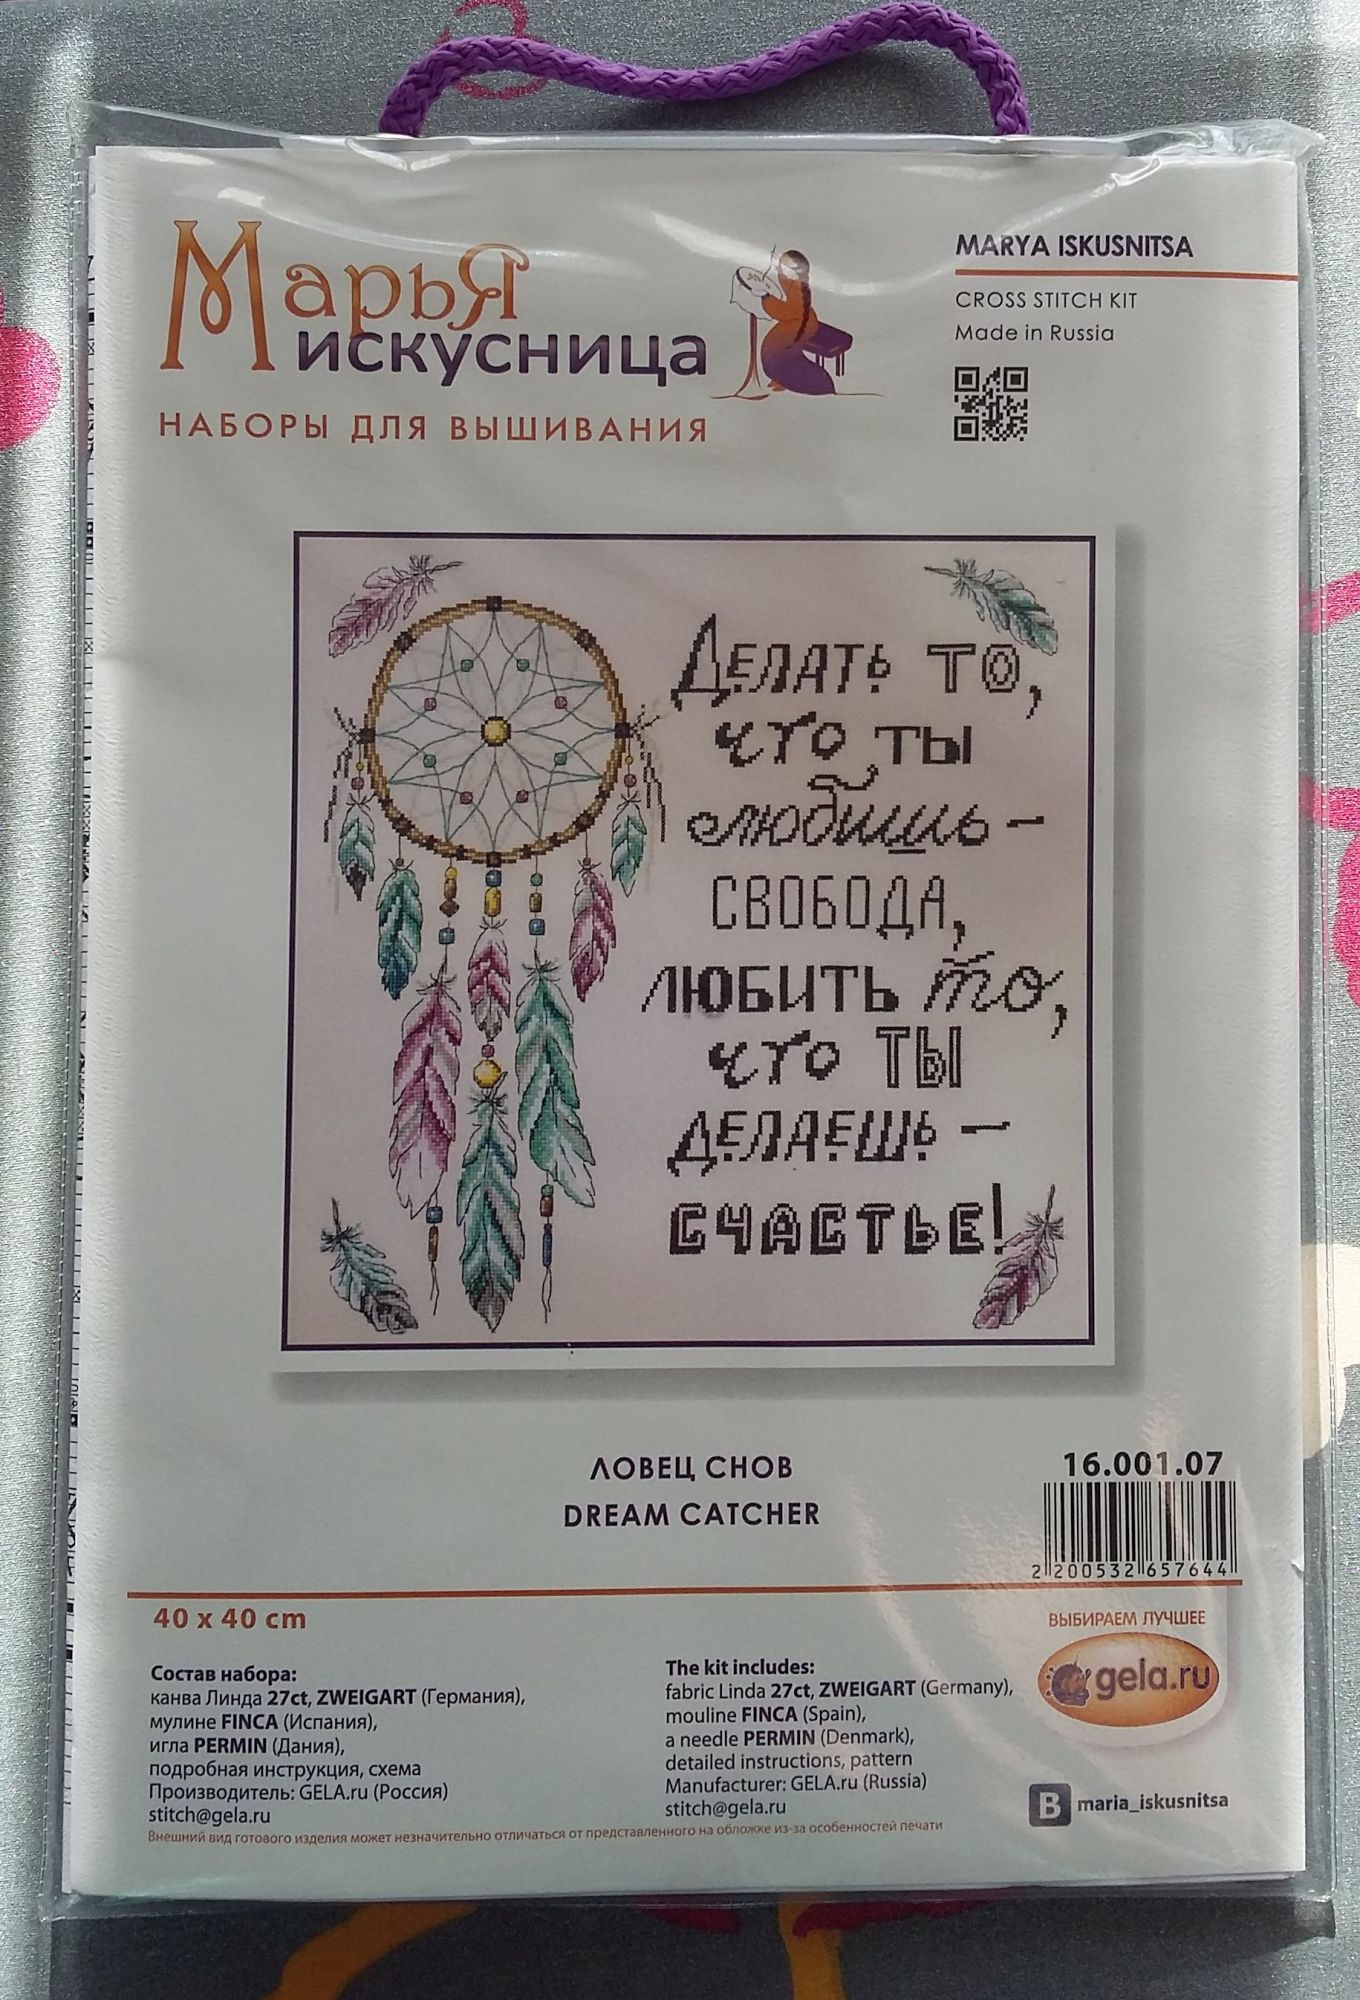 МарьЯ
искусница
НАБОРЫ ДЛЯ ВЫШИВАНИЯ
MARYA ISKUSNITSA
CROSS STITCH KIT
Made in Russia
Делать то,
что ты
любишь –
свобода,
любить то,
что ты
делаешь –
счастье!
ЛОВЕЦ СНОВ
DREAM CATCHER
16.001.07
2 200532 657644
40 x 40 cm
Состав набора:
канва Линда 27ct, ZWEIGART (Германия),
мулине FINCA (Испания),
игла PERMIN (Дания),
подробная инструкция, схема
Производитель: GELA.ru (Россия)
stitch@gela.ru
The kit includes:
fabric Linda 27ct, ZWEIGART (Germany),
mouline FINCA (Spain),
a needle PERMIN (Denmark),
detailed instructions, pattern
Manufacturer: GELA.ru (Russia)
stitch@gela.ru
Внешний вид готового изделия может незначительно отличаться от представленного на обложке из-за особенностей печати
ВЫБИРАЕМ ЛУЧШЕЕ
gela.ru
B maria_iskusnitsa